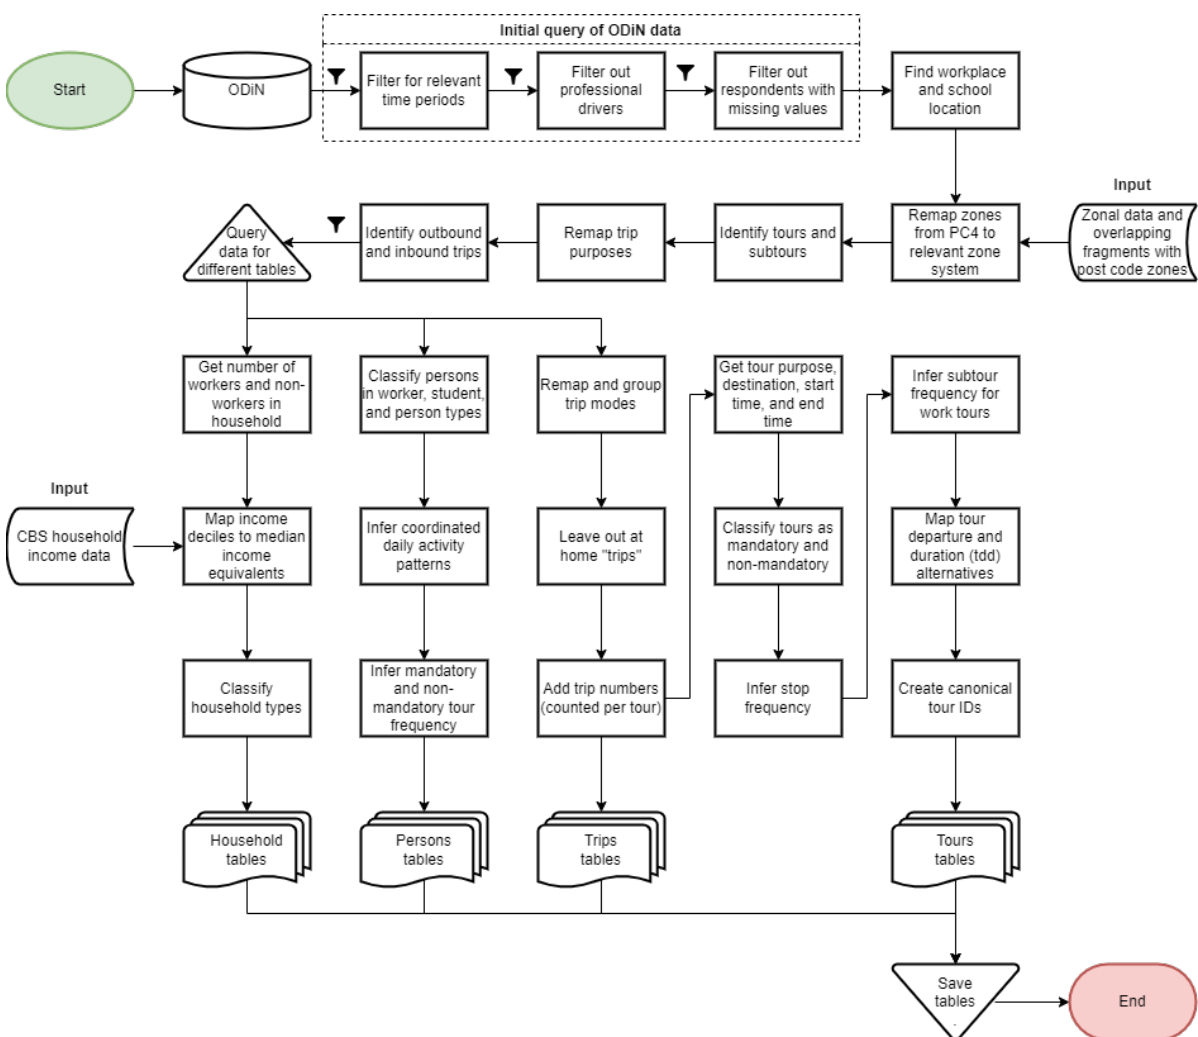 Initial query of ODiN data
Start
ODiN
Filter for relevant
time periods
Filter out
professional
drivers
Filter out
respondents with
missing values
Find workplace
and school
location
Input
Zonal data and
overlapping
fragments with
post code zones
Remap zones
from PC4 to
relevant zone
system
Identify tours and
subtours
Remap trip
purposes
Identify outbound
and inbound trips
Query
data for
different tables
Get number of
workers and non-
workers in
household
Classify persons
in worker, student,
and person types
Remap and group
trip modes
Get tour purpose,
destination, start
time, and end
time
Infer subtour
frequency for
work tours
Input
CBS household
income data
Map income
deciles to median
income
equivalents
Infer coordinated
daily activity
patterns
Leave out at
home "trips"
Classify tours as
mandatory and
non-mandatory
Map tour
departure and
duration (tdd)
alternatives
Classify
household types
Infer mandatory
and non-
mandatory tour
frequency
Add trip numbers
(counted per tour)
Infer stop
frequency
Create canonical
tour IDs
Household
tables
Persons
tables
Trips
tables
Tours
tables
Save
tables
.
End